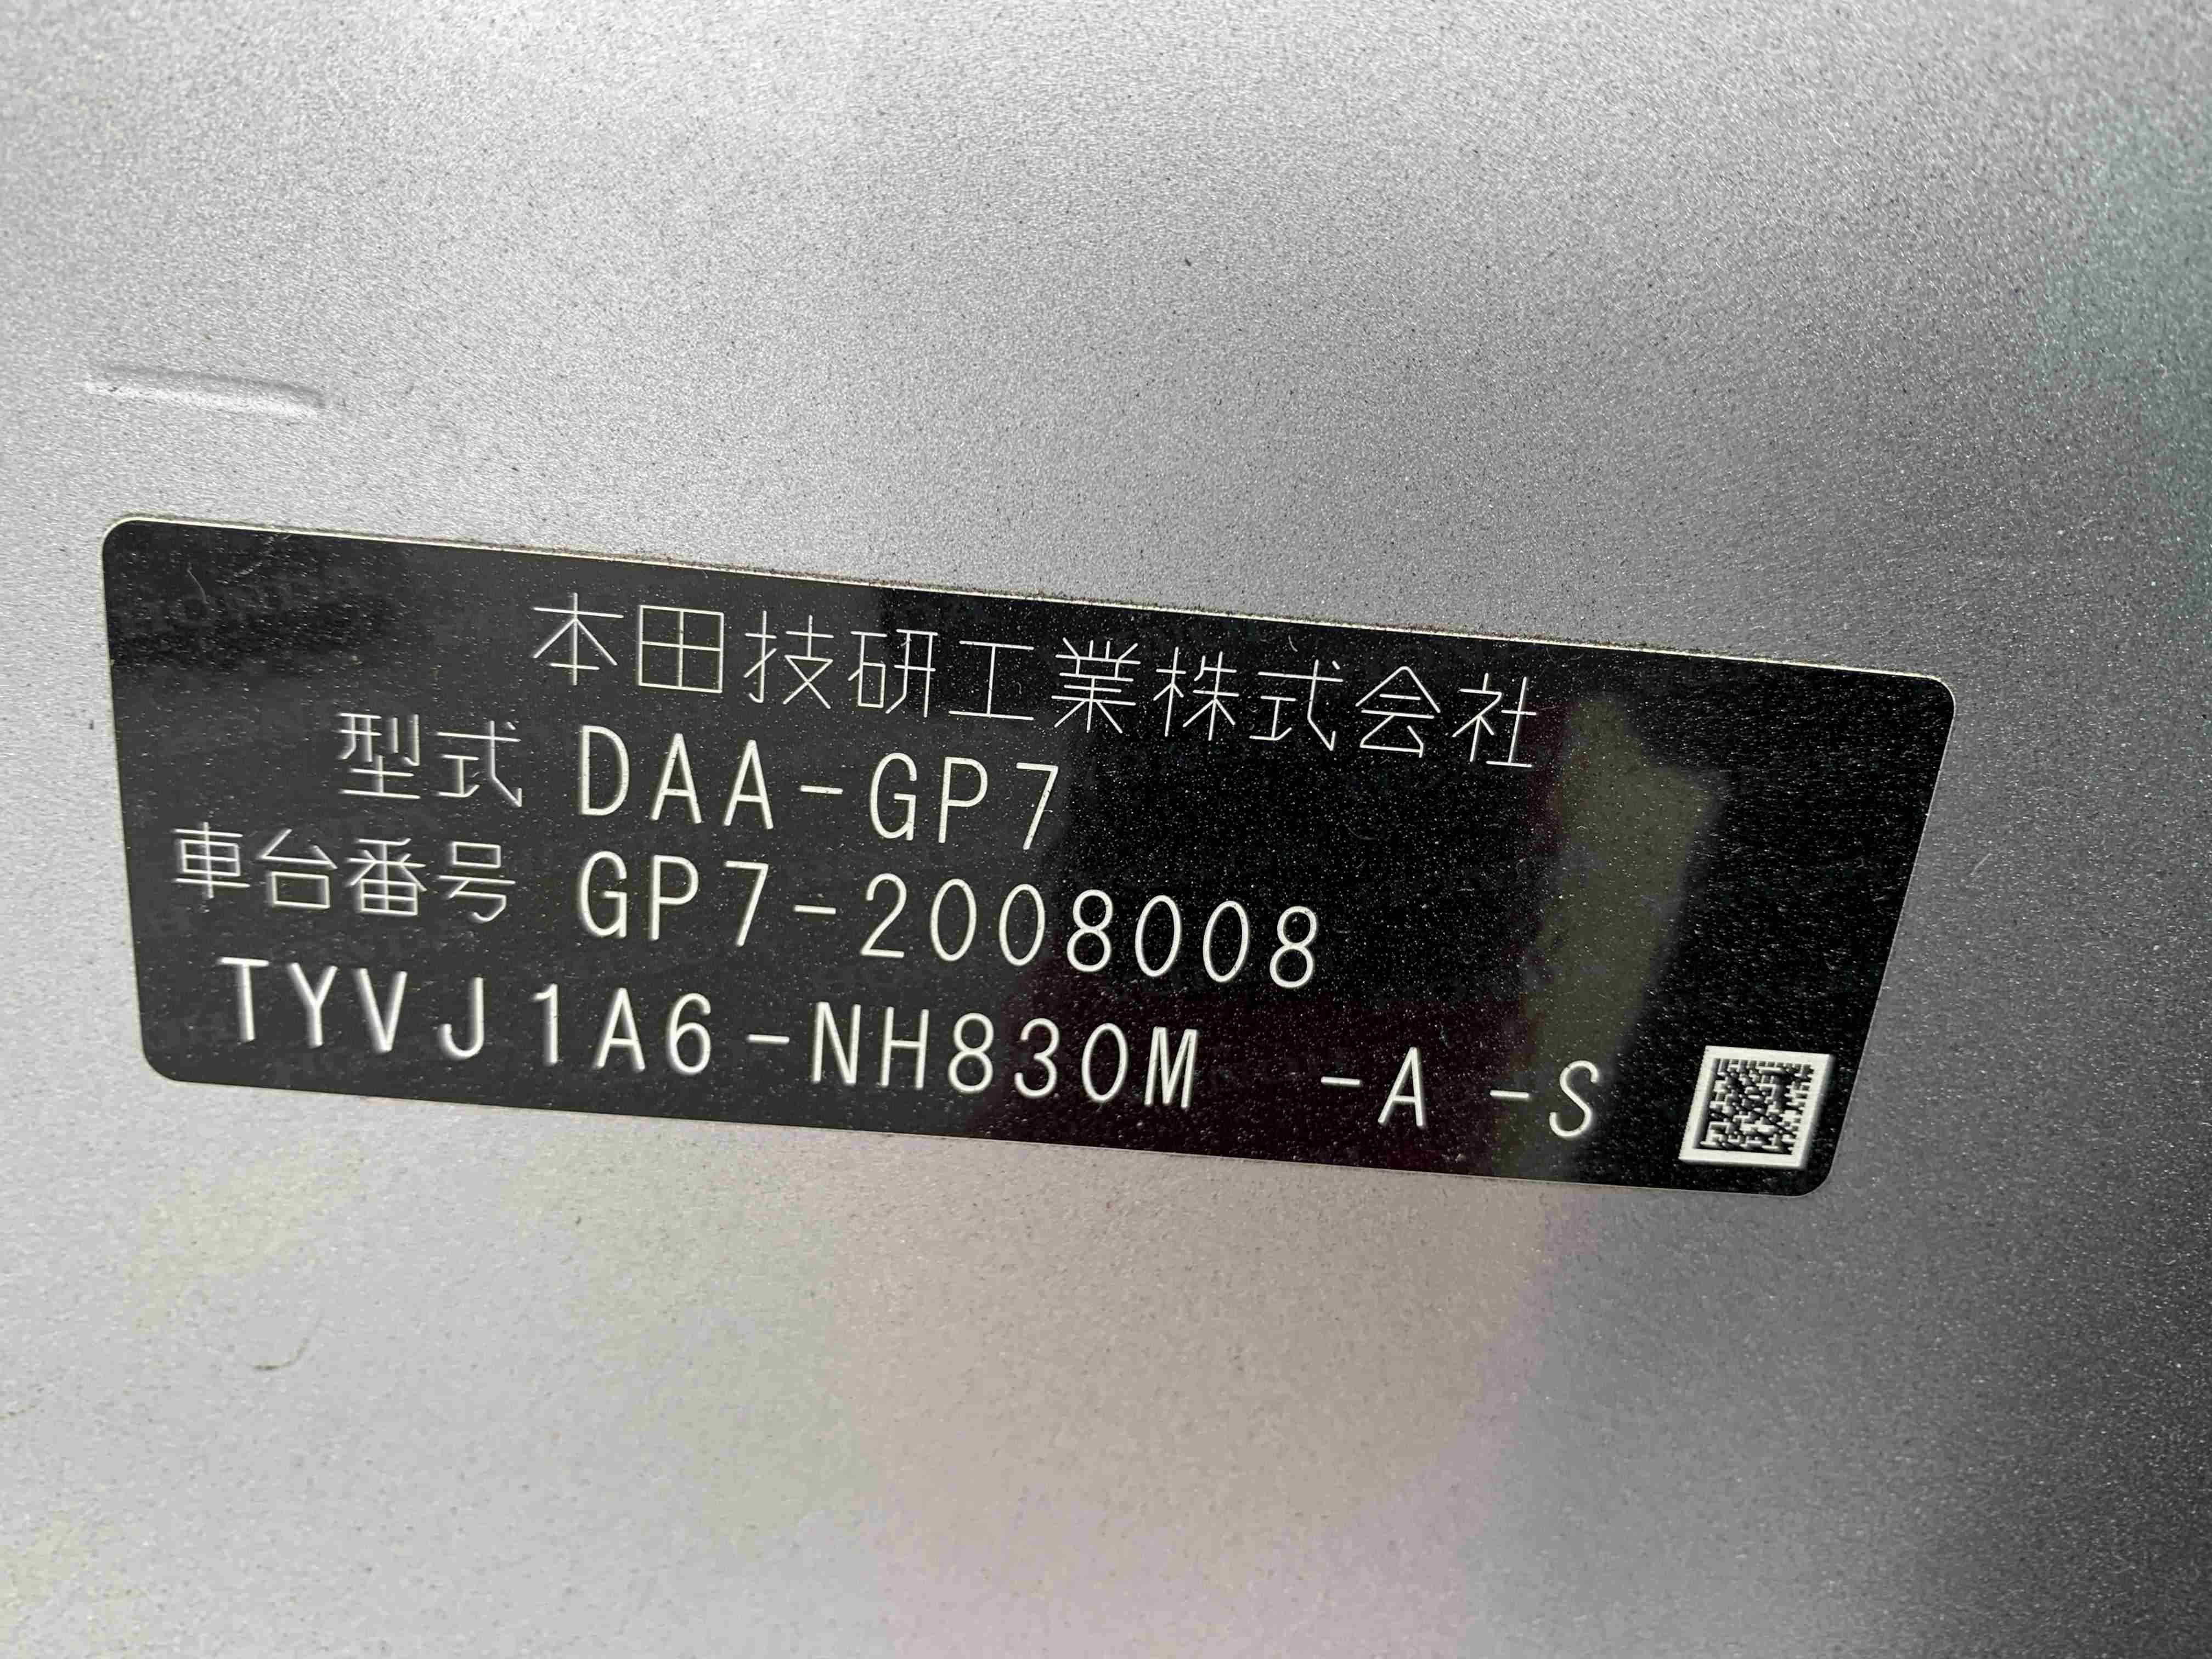 本田技研工業株式会社
型式 DAA-GP7
車台番号 GP7-2008008
TYVJ1A6-NH830M -A -S